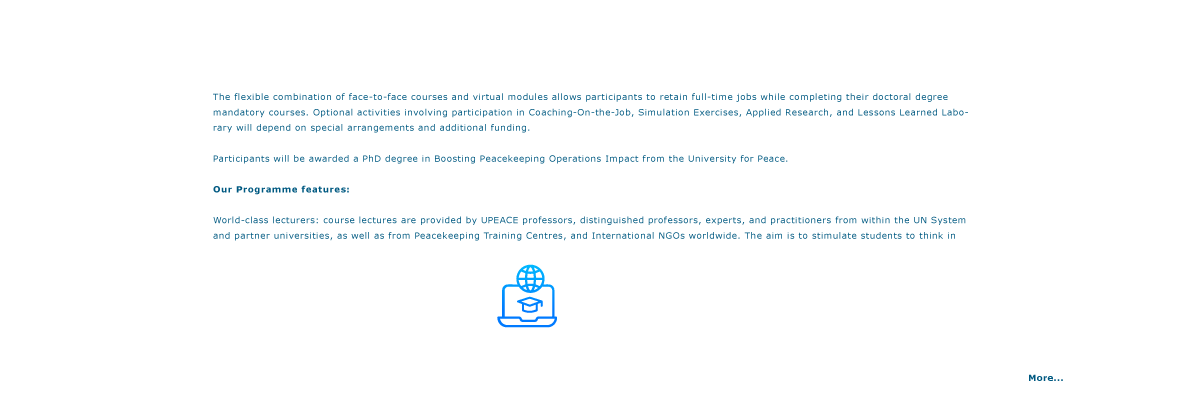 The flexible combination of face-to-face courses and virtual modules allows participants to retain full-time jobs while completing their doctoral degree
mandatory courses. Optional activities involving participation in Coaching-On-the-Job, Simulation Exercises, Applied Research, and Lessons Learned Labo-
rary will depend on special arrangements and additional funding.
Participants will be awarded a PhD degree in Boosting Peacekeeping Operations Impact from the University for Peace.
Our Programme features:
World-class lecturers: course lectures are provided by UPEACE professors, distinguished professors, experts, and practitioners from within the UN System
and partner universities, as well as from Peacekeeping Training Centres, and International NGOs worldwide. The aim is to stimulate students to think in
More...